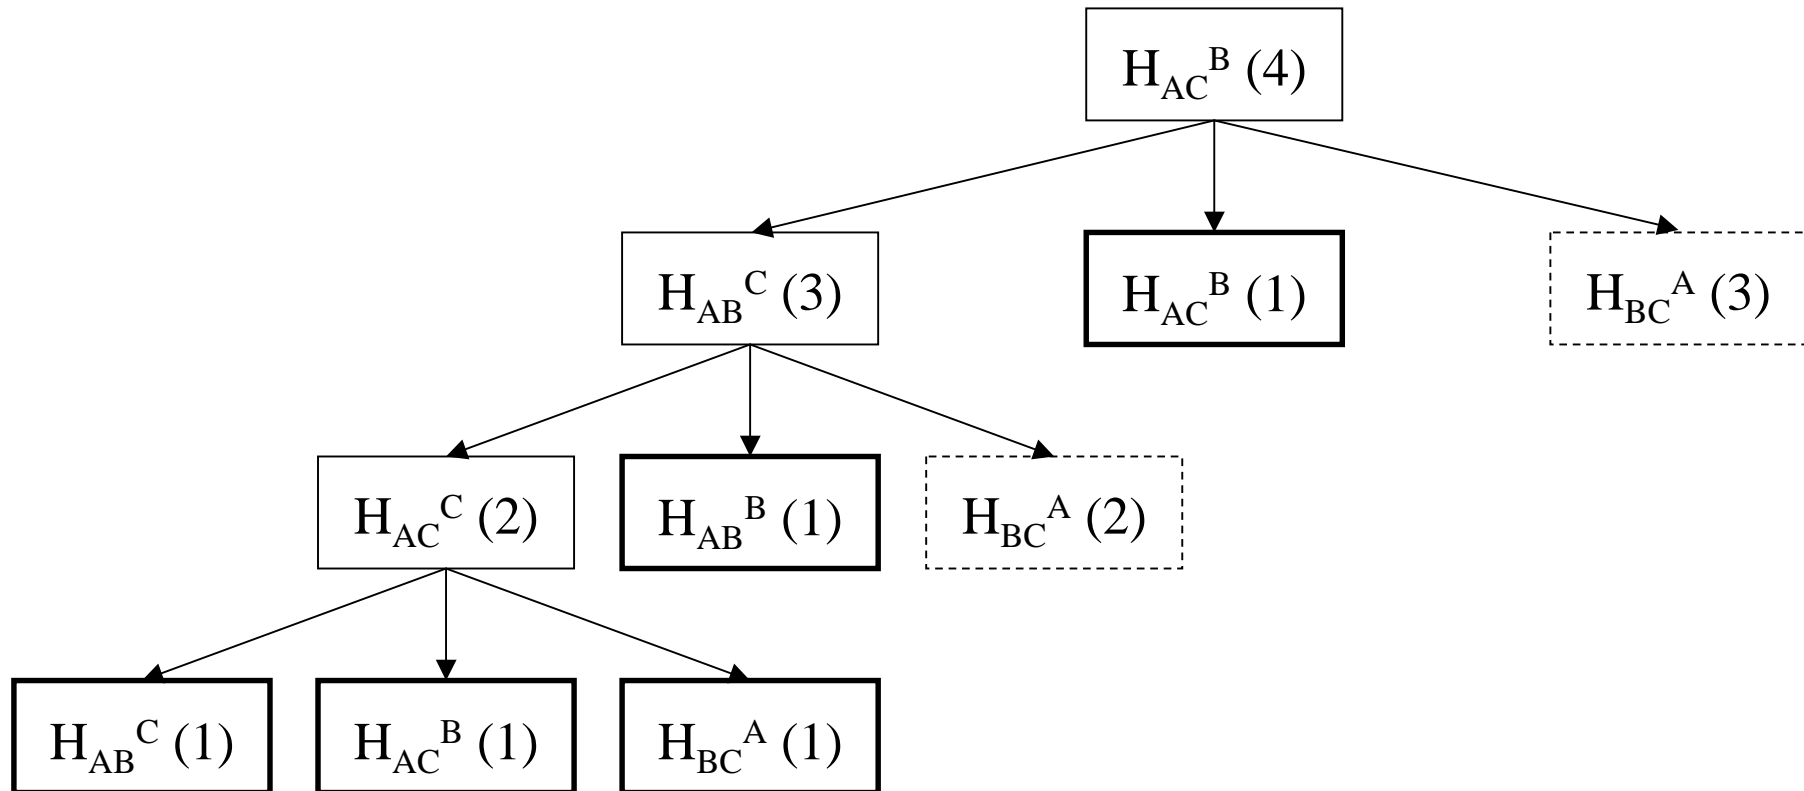 H_AC^B (4)
H_AB^C (3) H_AC^B (1) H_BC^A (3)
H_AC^C (2) H_AB^B (1) H_BC^A (2)
H_AB^C (1) H_AC^B (1) H_BC^A (1)